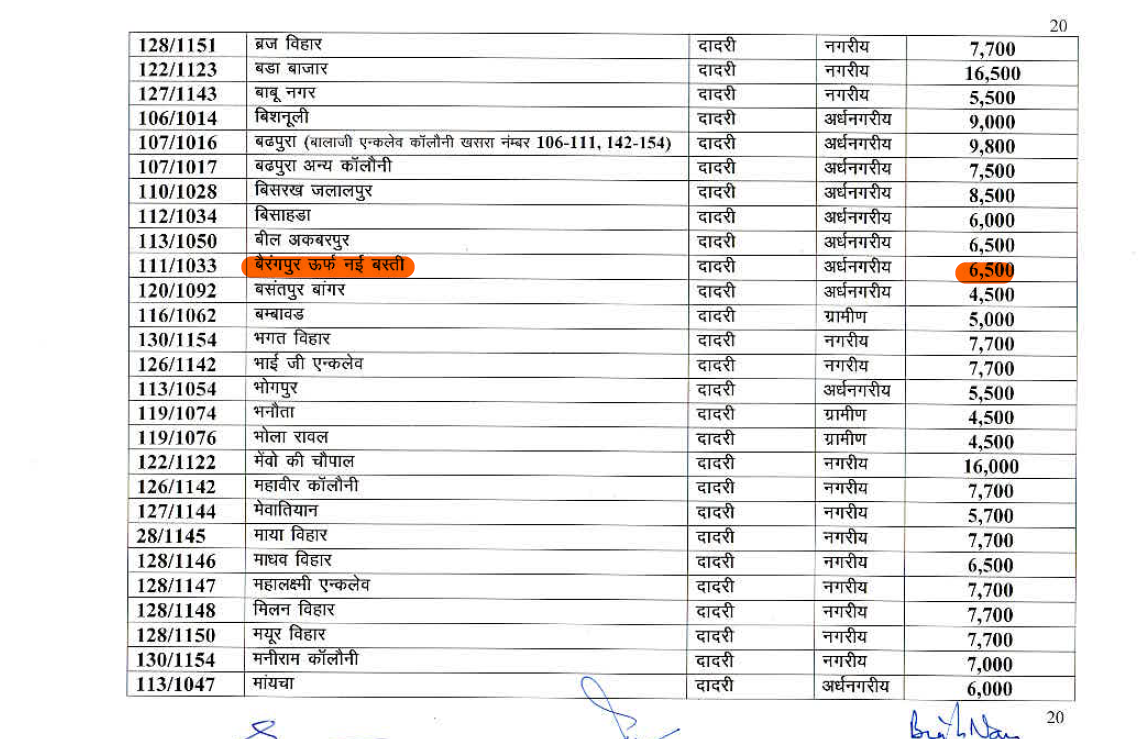 20
128/1151 ब्रज विहार दादरी नगरीय 7,700
122/1123 बडा बाजार दादरी नगरीय 16,500
127/1143 बाबू नगर दादरी नगरीय 5,500
106/1014 बिशनूली दादरी अर्धनगरीय 9,000
107/1016 बढपुरा (बालाजी एन्कलेव कॉलौनी खसरा नंम्बर 106-111, 142-154) दादरी अर्धनगरीय 9,800
107/1017 बढपुरा अन्य कॉलौनी दादरी अर्धनगरीय 7,500
110/1028 बिसरख जलालपुर दादरी अर्धनगरीय 8,500
112/1034 बिसाहडा दादरी अर्धनगरीय 6,000
113/1050 बील अकबरपुर दादरी अर्धनगरीय 6,500
111/1033 बैरंगपुर ऊर्फ नई बस्ती दादरी अर्धनगरीय 6,500
120/1092 बसंतपुर बांगर दादरी अर्धनगरीय 4,500
116/1062 बम्बावड दादरी ग्रामीण 5,000
130/1154 भगत विहार दादरी नगरीय 7,700
126/1142 भाई जी एन्कलेव दादरी नगरीय 7,700
113/1054 भोगपुर दादरी अर्धनगरीय 5,500
119/1074 भनौता दादरी ग्रामीण 4,500
119/1076 भोला रावल दादरी ग्रामीण 4,500
122/1122 मेंवो की चौपाल दादरी नगरीय 16,000
126/1142 महावीर कॉलौनी दादरी नगरीय 7,700
127/1144 मेवातियान दादरी नगरीय 5,700
28/1145 माया विहार दादरी नगरीय 7,700
128/1146 माधव विहार दादरी नगरीय 6,500
128/1147 महालक्ष्मी एन्कलेव दादरी नगरीय 7,700
128/1148 मिलन विहार दादरी नगरीय 7,700
128/1150 मयूर विहार दादरी नगरीय 7,700
130/1154 मनीराम कॉलौनी दादरी नगरीय 7,000
113/1047 मांयचा दादरी अर्धनगरीय 6,000
20